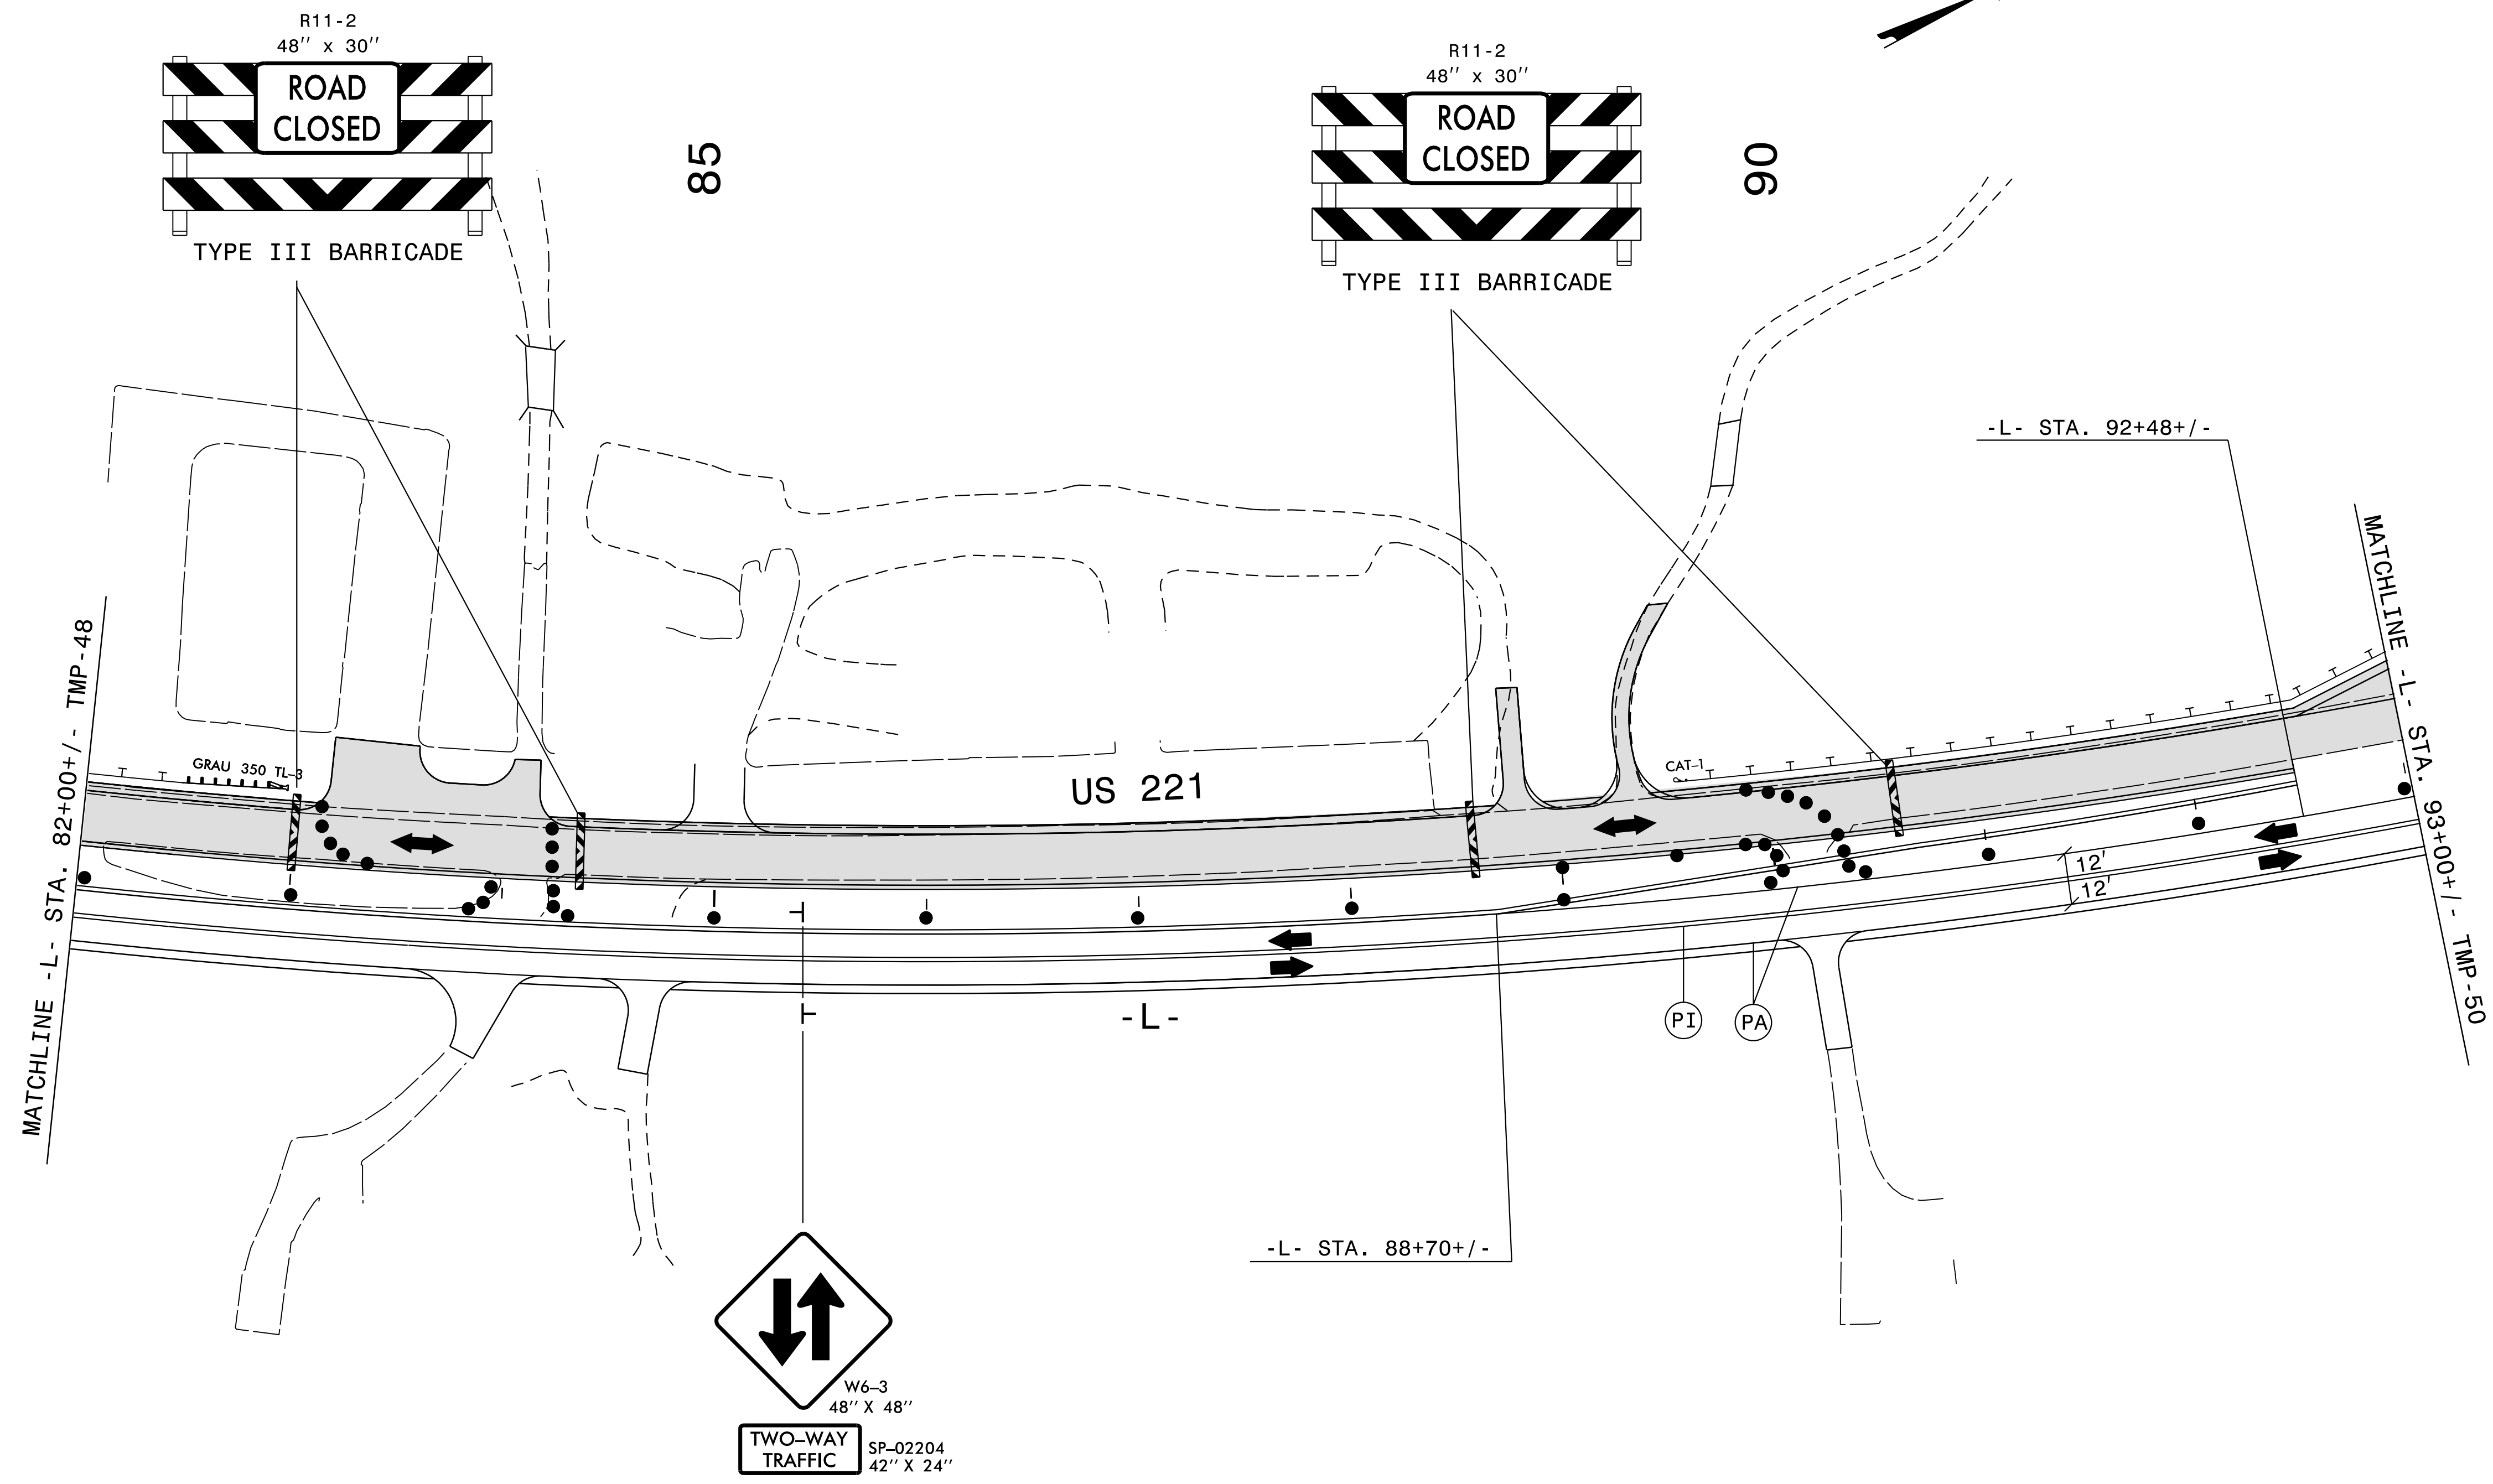 R11-2
48'' x 30''
ROAD
CLOSED
TYPE III BARRICADE
R11-2
48'' x 30''
ROAD
CLOSED
TYPE III BARRICADE
85
90
-L- STA. 92+48+/-
MATCHLINE -L- STA. 82+00+/- TMP-48
MATCHLINE -L- STA. 93+00+/- TMP-50
GRAU 350 TL-3
CAT-1
US 221
12'
12'
-L-
PI
PA
-L- STA. 88+70+/-
W6-3
48'' X 48''
TWO-WAY
TRAFFIC
SP-02204
42'' X 24''